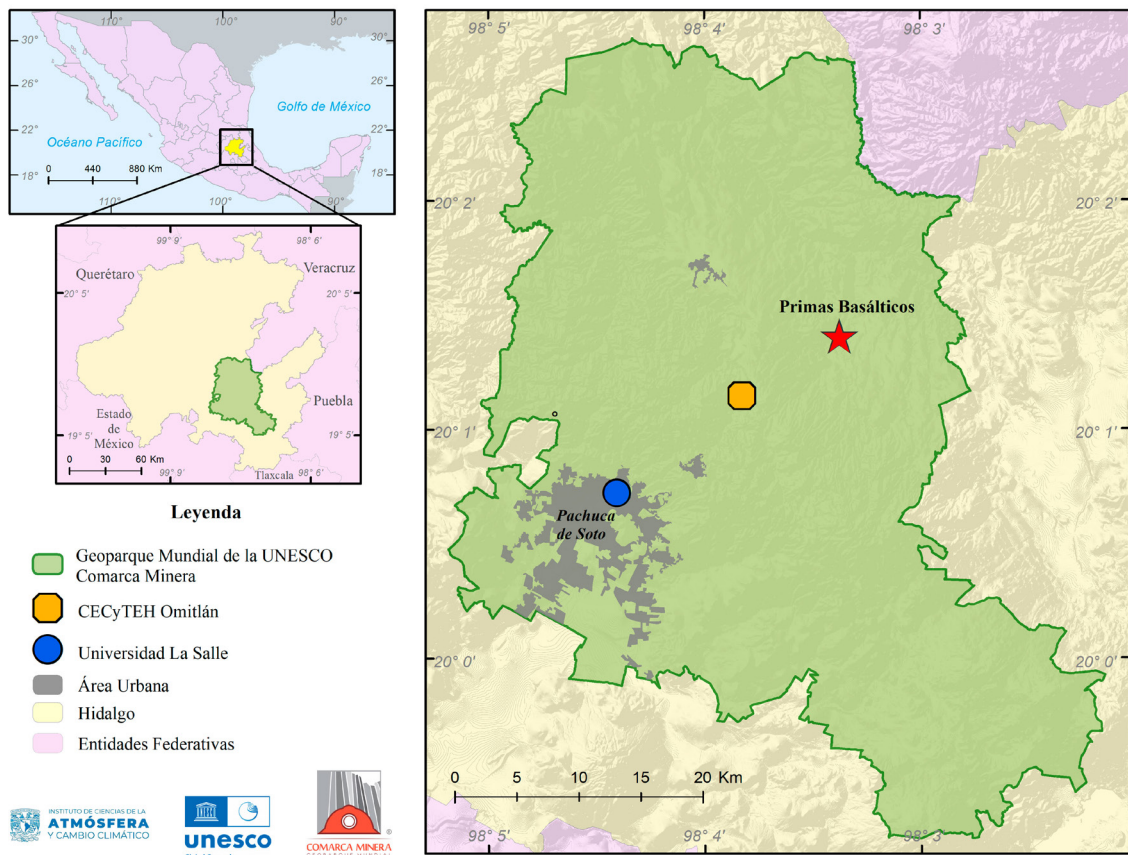 110°
100°
90°
30°
30°
26°
26°
Golfo de México
22°
22°
Océano Pacífico
0 440 880 Km
18°
18°
110°
100°
90°
99° 9'
98° 6'
Querétaro
Veracruz
20° 5'
20° 5'
Puebla
Estado
de
México
19° 5'
19° 5'
0 30 60 Km
99° 9'
98° 6'
Tlaxcala
Leyenda
Geoparque Mundial de la UNESCO
Comarca Minera
CECyTEH Omitlán
Universidad La Salle
Área Urbana
Hidalgo
Entidades Federativas
INSTITUTO DE CIENCIAS DE LA
ATMÓSFERA
Y CAMBIO CLIMÁTICO
unesco
COMARCA MINERA
®
98° 5'
98° 4'
98° 3'
20° 2'
20° 2'
Primas Basálticos
20° 1'
20° 1'
Pachuca
de Soto
20° 0'
20° 0'
0 5 10 15 20 Km
98° 5'
98° 4'
98° 3'